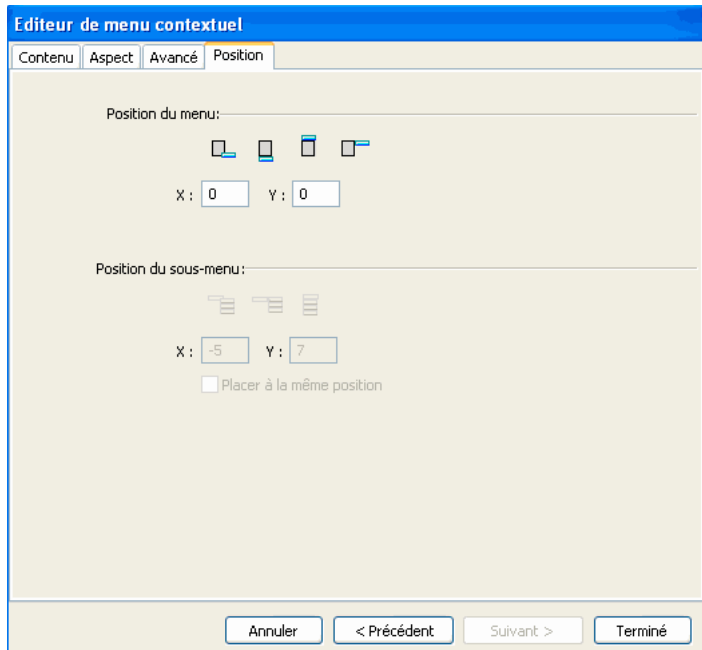 Editeur de menu contextuel
Contenu Aspect Avancé Position
Position du menu:
X : 0 Y : 0
Position du sous-menu:
X : -5 Y : 7
Placer à la même position
Annuler < Précédent Suivant > Terminé